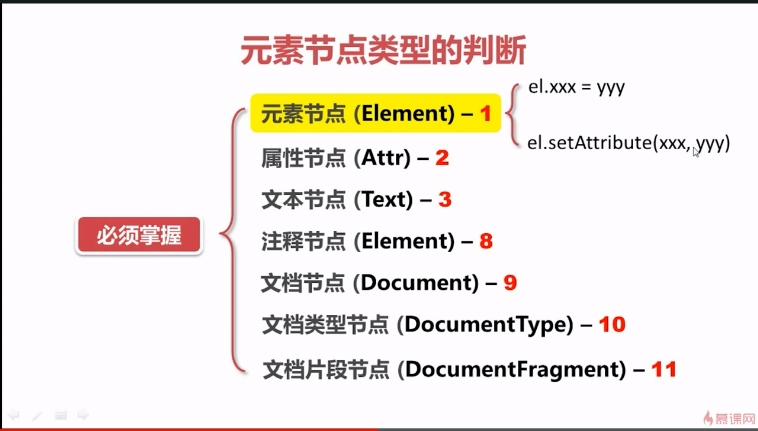 元素节点类型的判断
el.xxx = yyy
元素节点 (Element) – 1
el.setAttribute(xxx, yyy)
属性节点 (Attr) – 2
文本节点 (Text) – 3
必须掌握
注释节点 (Element) – 8
文档节点 (Document) – 9
文档类型节点 (DocumentType) – 10
文档片段节点 (DocumentFragment) – 11
慕课网